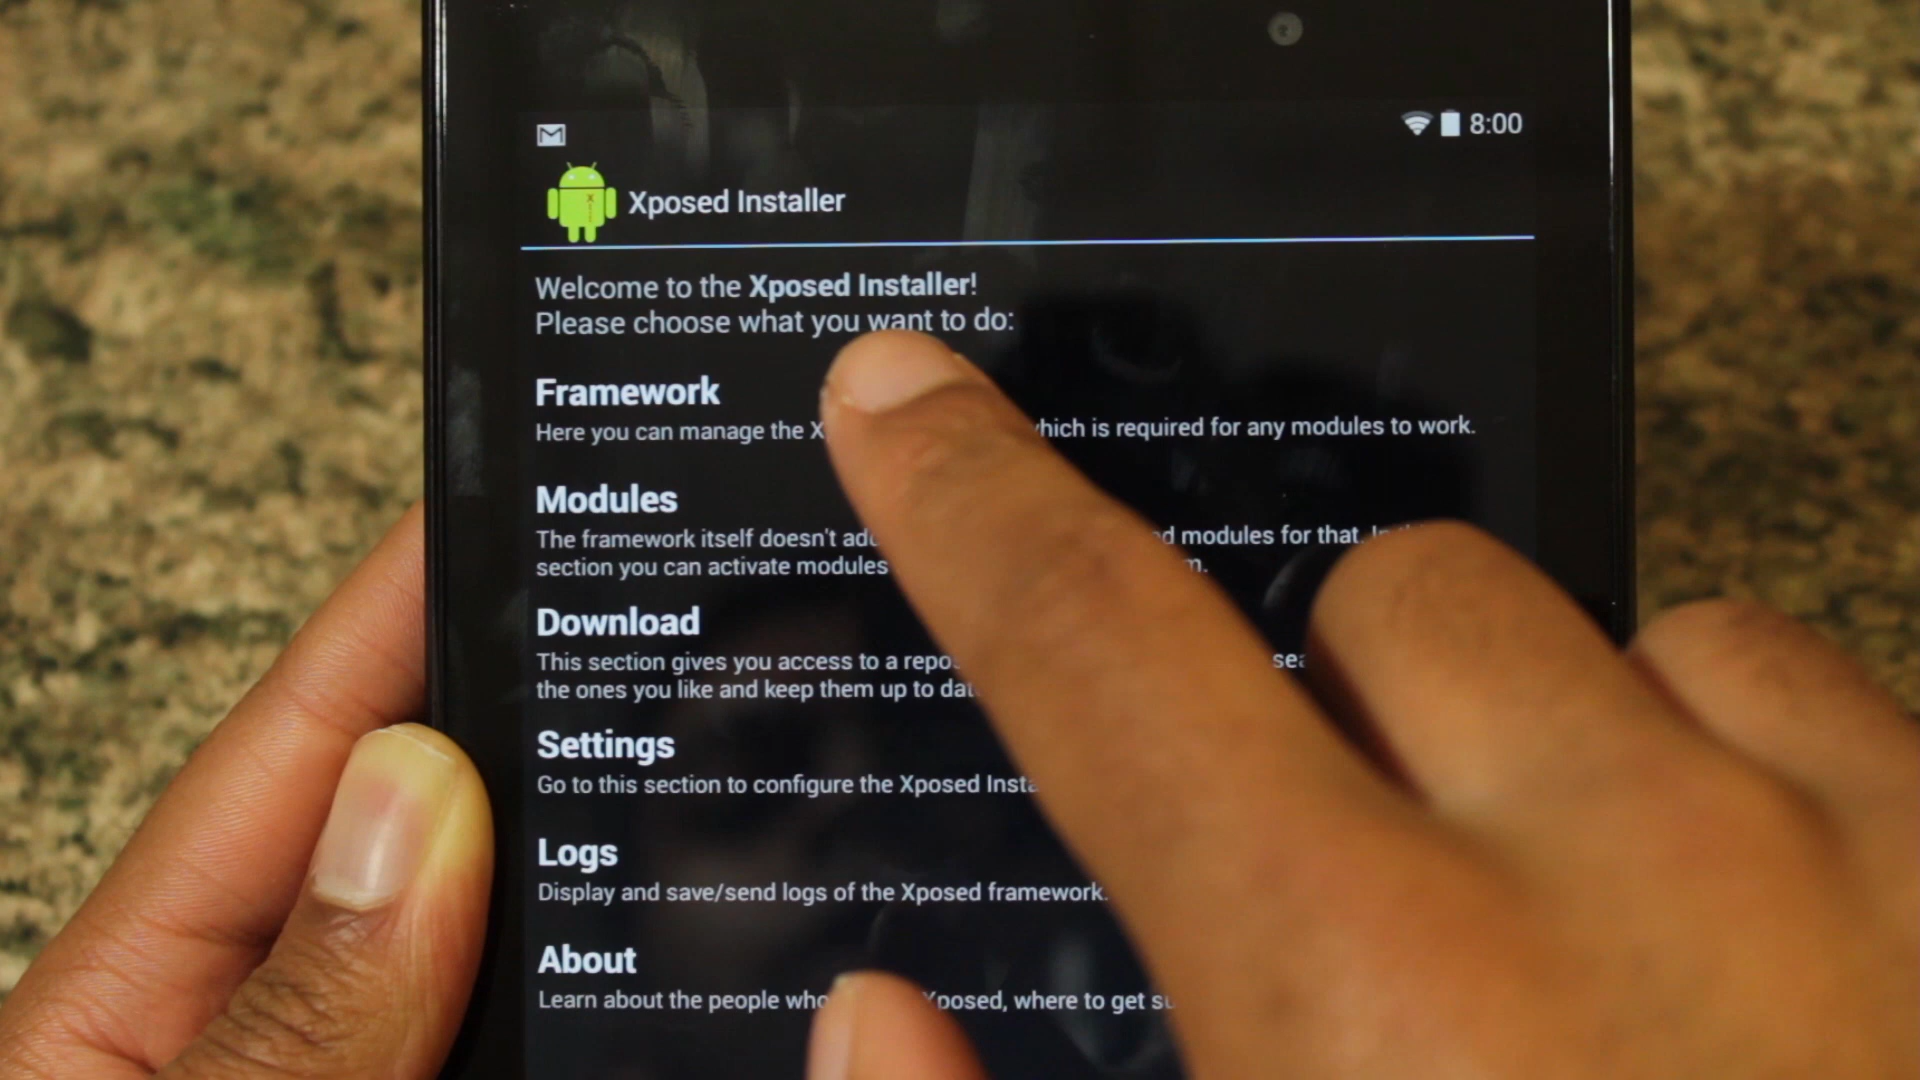 8:00
Xposed Installer
Welcome to the Xposed Installer!
Please choose what you want to do:
Framework
Here you can manage the which is required for any modules to work.
Modules
The framework itself doesn't modules for that.
section you can activate modules
Download
This section gives you access to a
the ones you like and keep them up to
Settings
Go to this section to configure the Xposed
Logs
Display and save/send logs of the Xposed framework.
About
Learn about the people Xposed, where to get